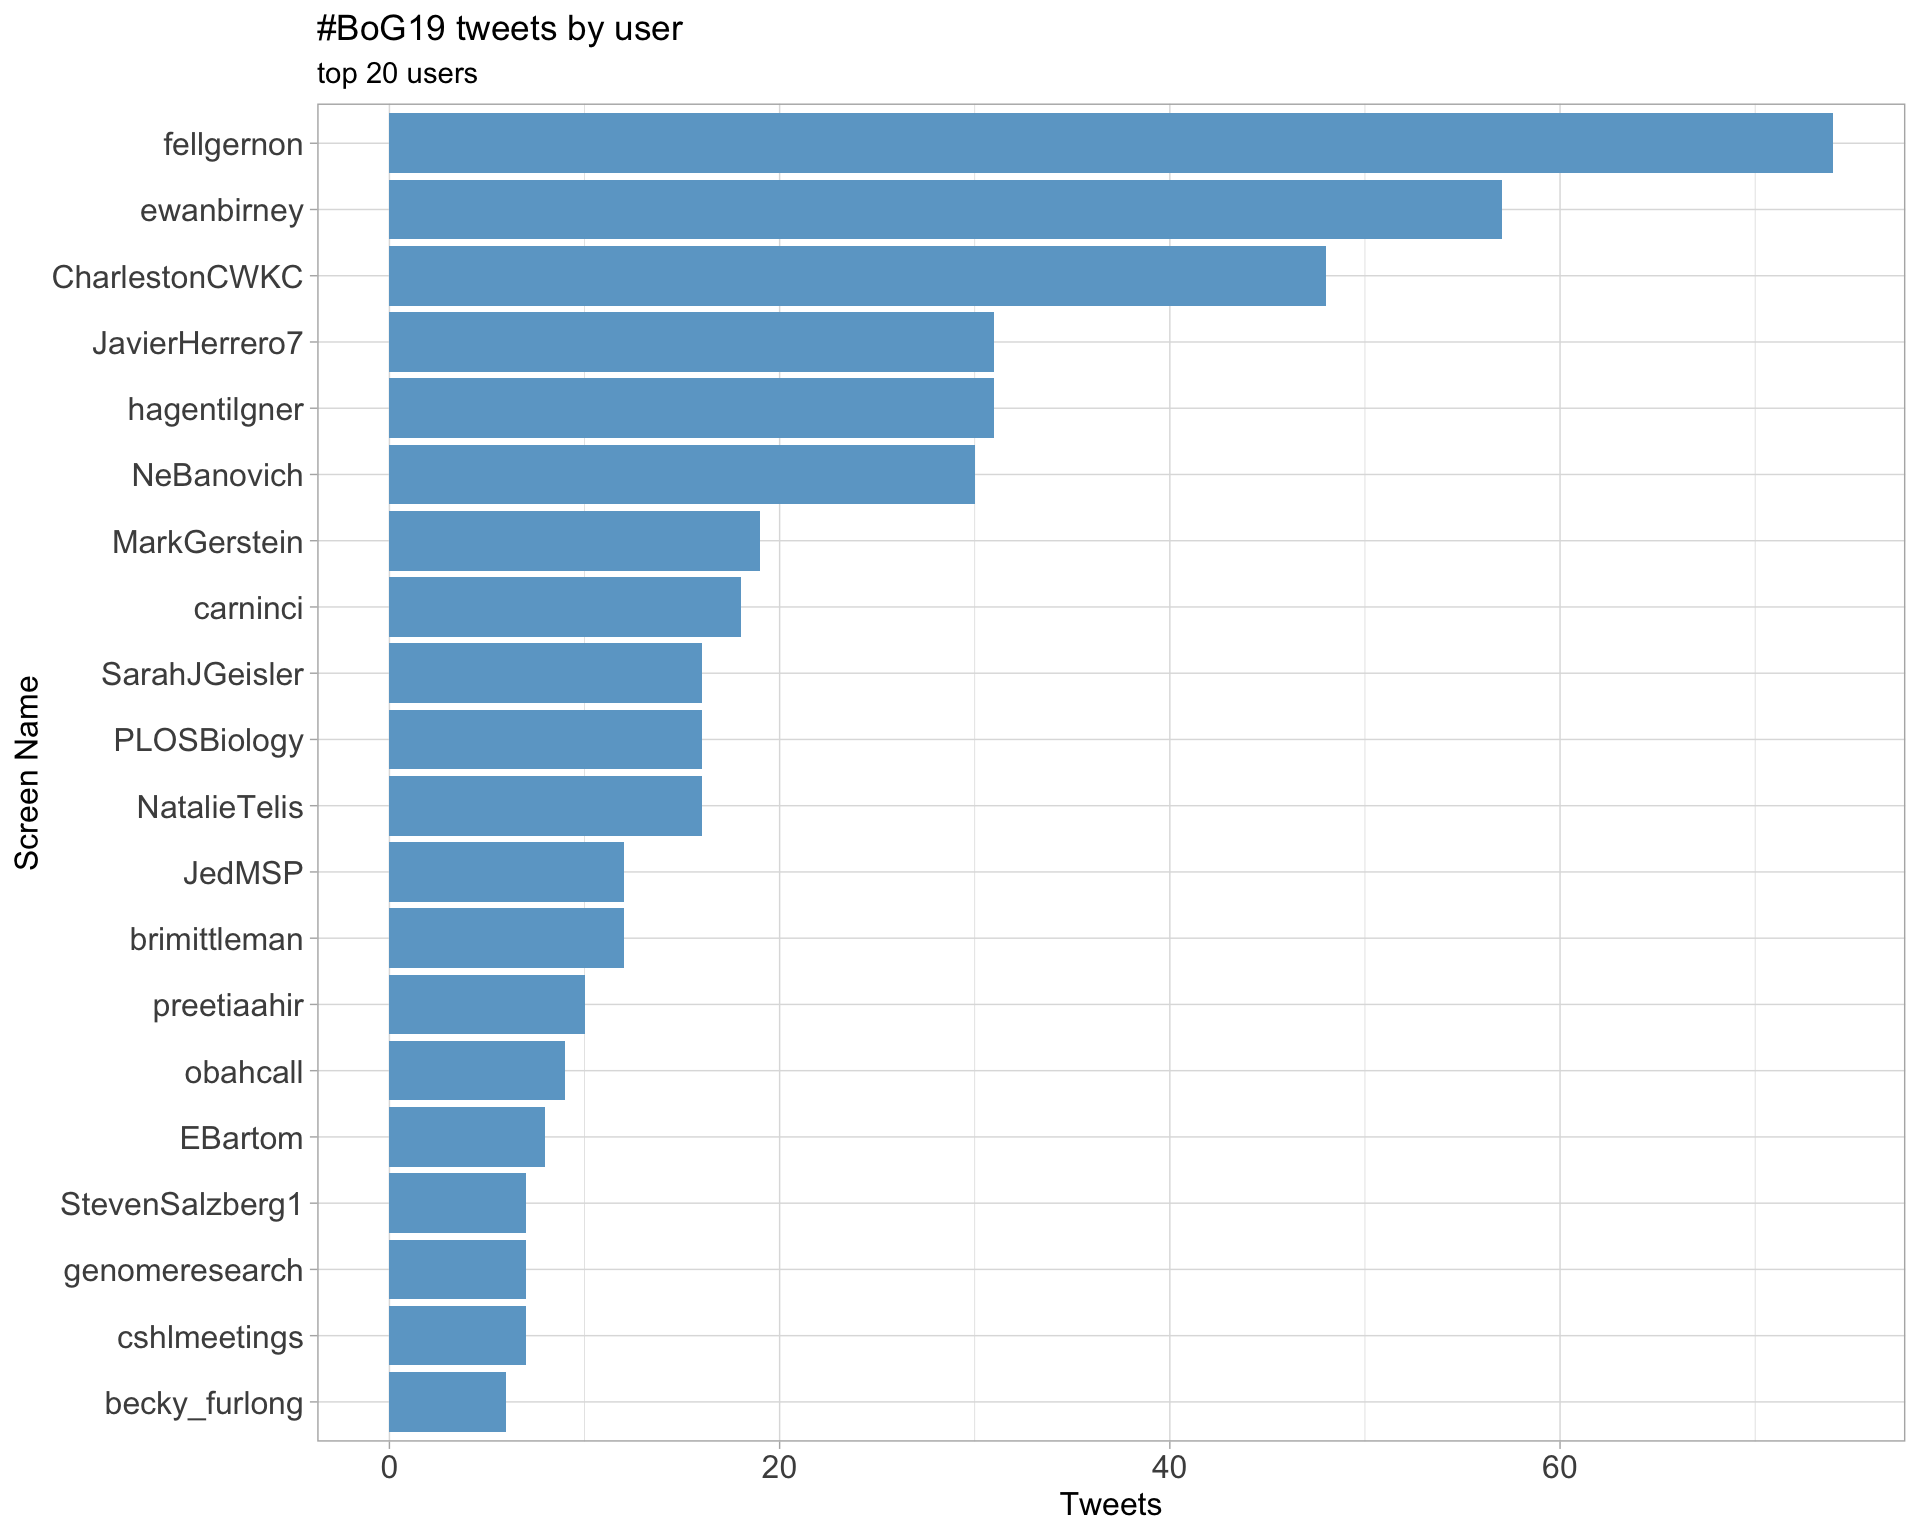 #BoG19 tweets by user
top 20 users
fellgernon
ewanbirney
CharlestonCWKC
JavierHerrero7
hagentilgner
NeBanovich
MarkGerstein
carninci
SarahJGeisler
PLOSBiology
NatalieTelis
JedMSP
brimittleman
preetiaahir
obahcall
EBartom
StevenSalzberg1
genomeresearch
cshlmeetings
becky_furlong
Screen Name
0 20 40 60
Tweets